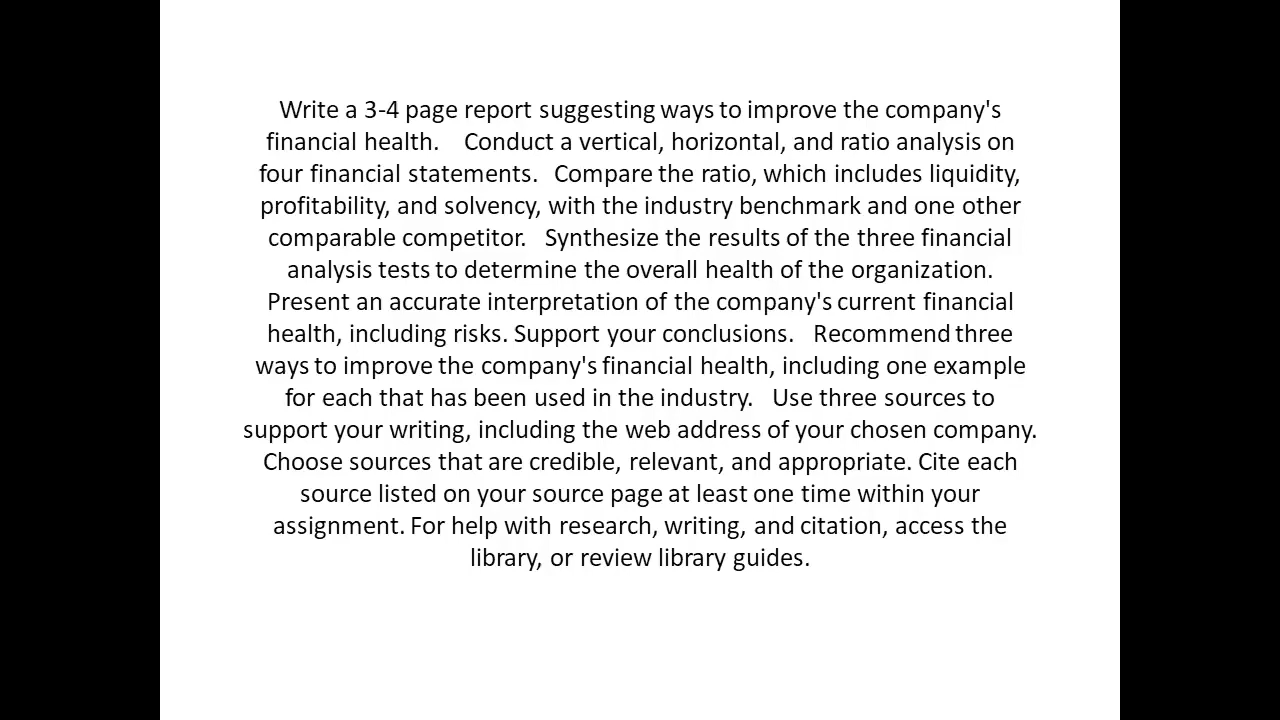 Write a 3-4 page report suggesting ways to improve the company's
financial health.    Conduct a vertical, horizontal, and ratio analysis on
four financial statements.   Compare the ratio, which includes liquidity,
profitability, and solvency, with the industry benchmark and one other
comparable competitor.   Synthesize the results of the three financial
analysis tests to determine the overall health of the organization.
Present an accurate interpretation of the company's current financial
health, including risks. Support your conclusions.   Recommend three
ways to improve the company's financial health, including one example
for each that has been used in the industry.   Use three sources to
support your writing, including the web address of your chosen company.
Choose sources that are credible, relevant, and appropriate. Cite each
source listed on your source page at least one time within your
assignment. For help with research, writing, and citation, access the
library, or review library guides.